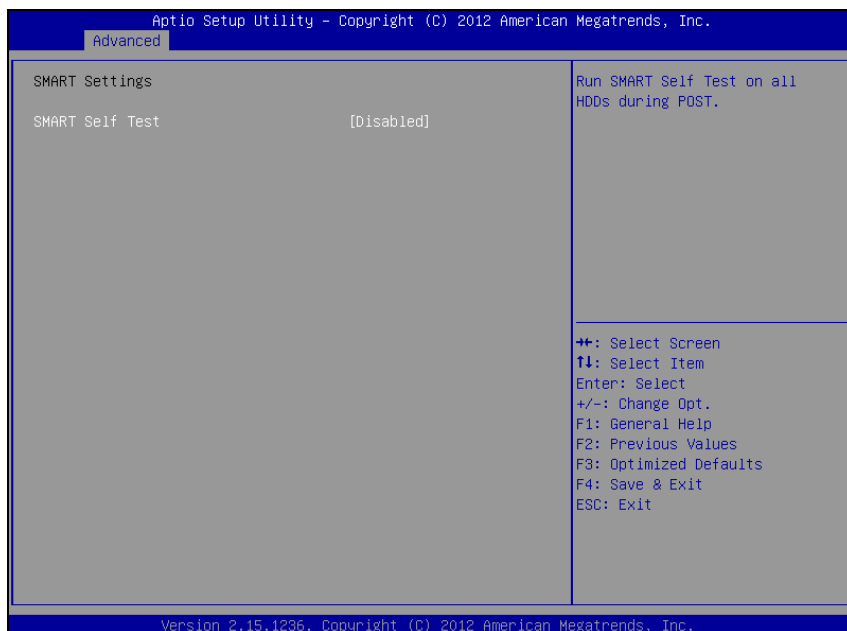 Aptio Setup Utility – Copyright (C) 2012 American Megatrends, Inc.
Advanced
SMART Settings
SMART Self Test [Disabled]
Run SMART Self Test on all
HDDs during POST.
→←: Select Screen
↑↓: Select Item
Enter: Select
+/-: Change Opt.
F1: General Help
F2: Previous Values
F3: Optimized Defaults
F4: Save & Exit
ESC: Exit
Version 2.15.1236. Copyright (C) 2012 American Megatrends, Inc.